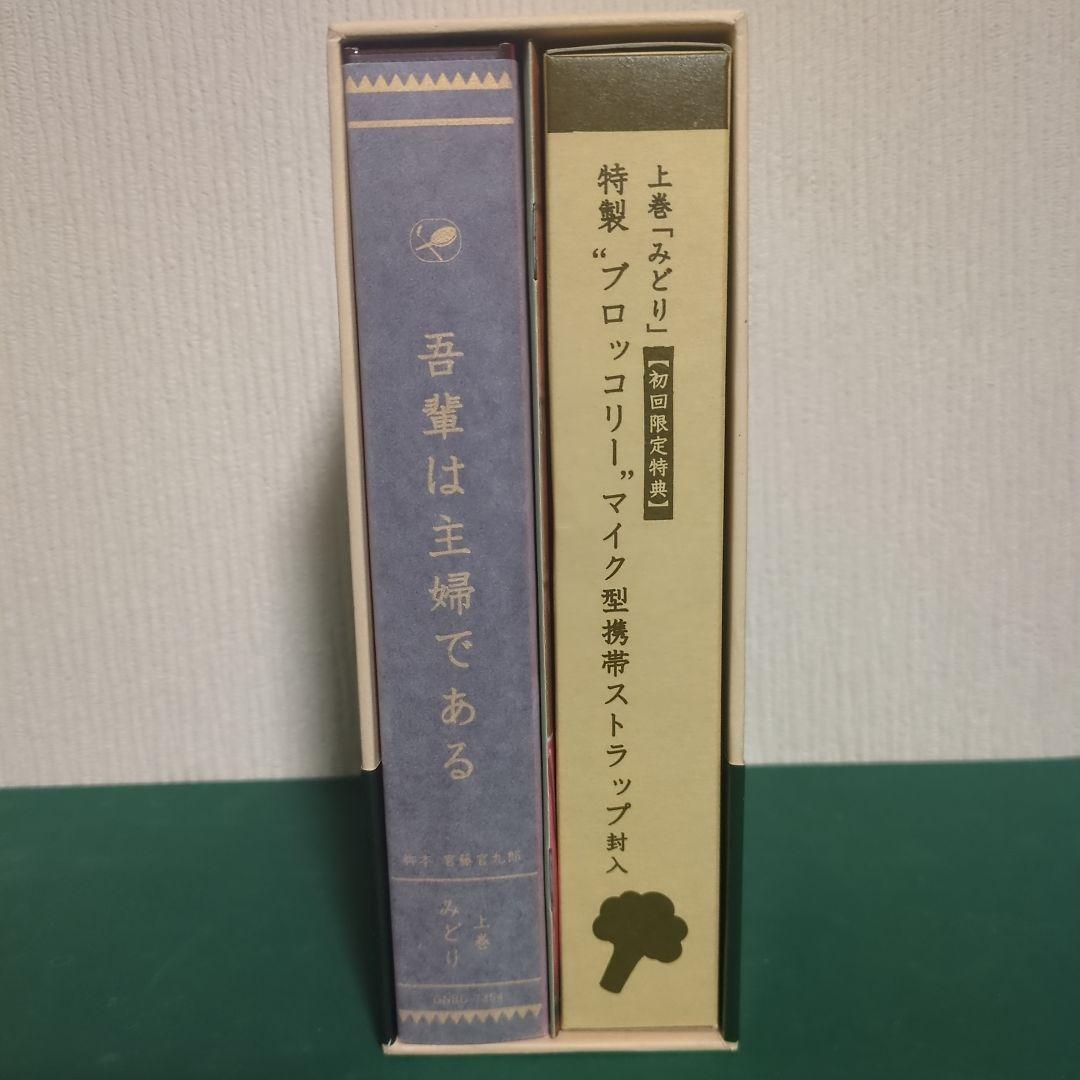 吾輩は主婦である
脚本 宮藤官九郎
上巻
みどり
上巻「みどり」【初回限定特典】
特製“ブロッコリー”マイク型携帯ストラップ封入